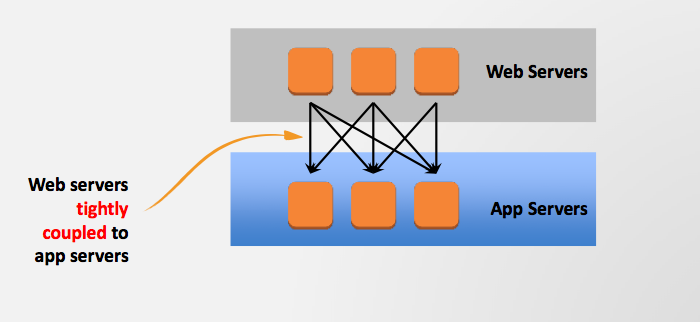 Web Servers
Web servers
tightly
coupled to
app servers
App Servers